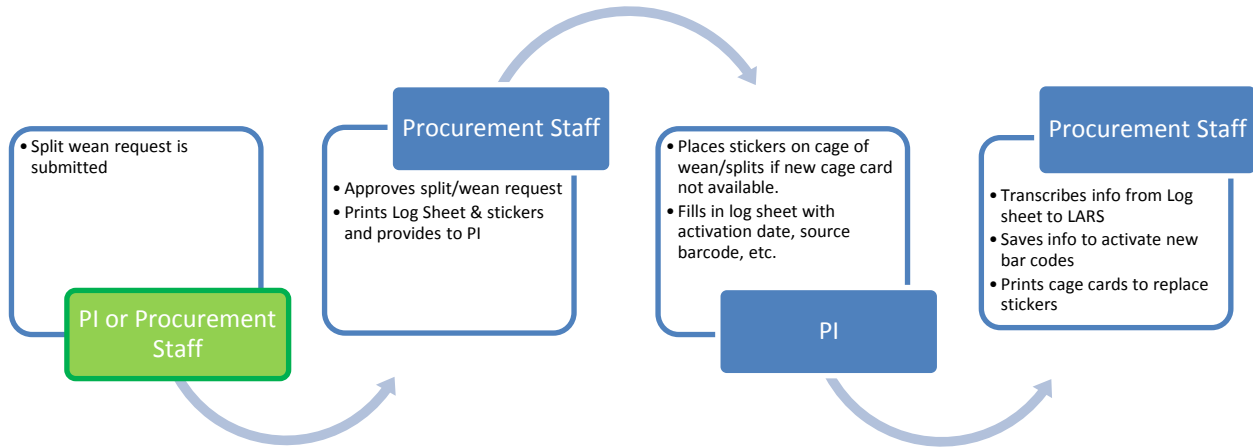 • Split wean request is
submitted
PI or Procurement
Staff
Procurement Staff
• Approves split/wean request
• Prints Log Sheet & stickers
and provides to PI
• Places stickers on cage of
wean/splits if new cage card
not available.
• Fills in log sheet with
activation date, source
barcode, etc.
PI
Procurement Staff
• Transcribes info from Log
sheet to LARS
• Saves info to activate new
bar codes
• Prints cage cards to replace
stickers